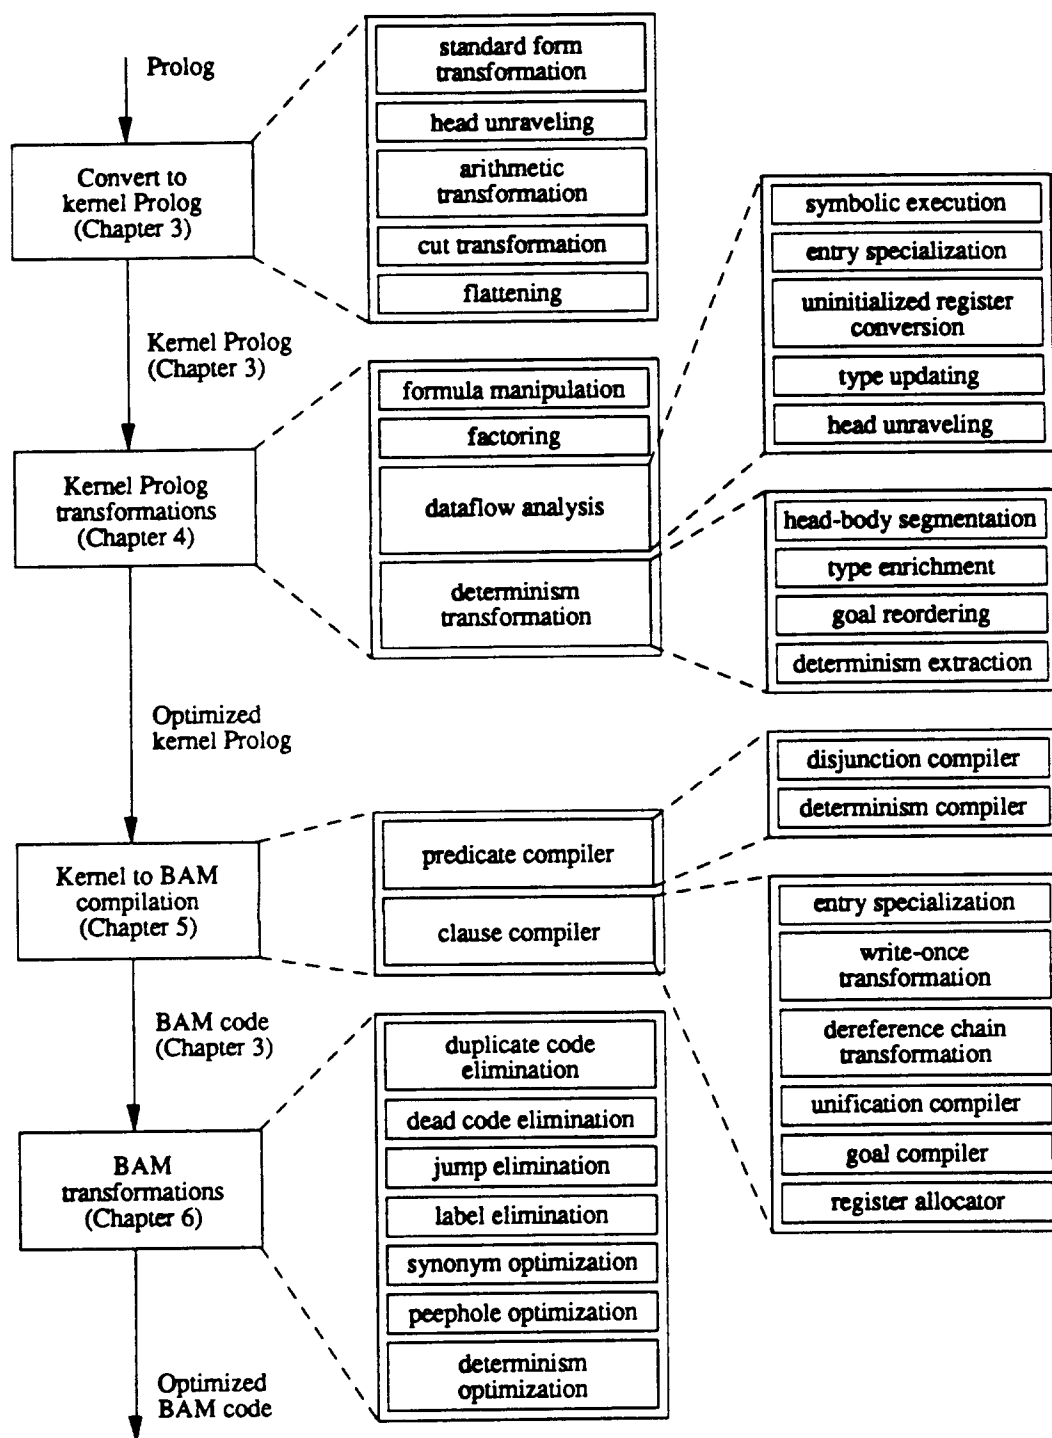 Prolog
Convert to
kernel Prolog
(Chapter 3)
Kernel Prolog
(Chapter 3)
Kernel Prolog
transformations
(Chapter 4)
Optimized
kernel Prolog
Kernel to BAM
compilation
(Chapter 5)
BAM code
(Chapter 3)
BAM
transformations
(Chapter 6)
Optimized
BAM code
standard form
transformation
head unraveling
arithmetic
transformation
cut transformation
flattening
formula manipulation
factoring
dataflow analysis
determinism
transformation
predicate compiler
clause compiler
duplicate code
elimination
dead code elimination
jump elimination
label elimination
synonym optimization
peephole optimization
determinism
optimization
symbolic execution
entry specialization
uninitialized register
conversion
type updating
head unraveling
head-body segmentation
type enrichment
goal reordering
determinism extraction
disjunction compiler
determinism compiler
entry specialization
write-once
transformation
dereference chain
transformation
unification compiler
goal compiler
register allocator